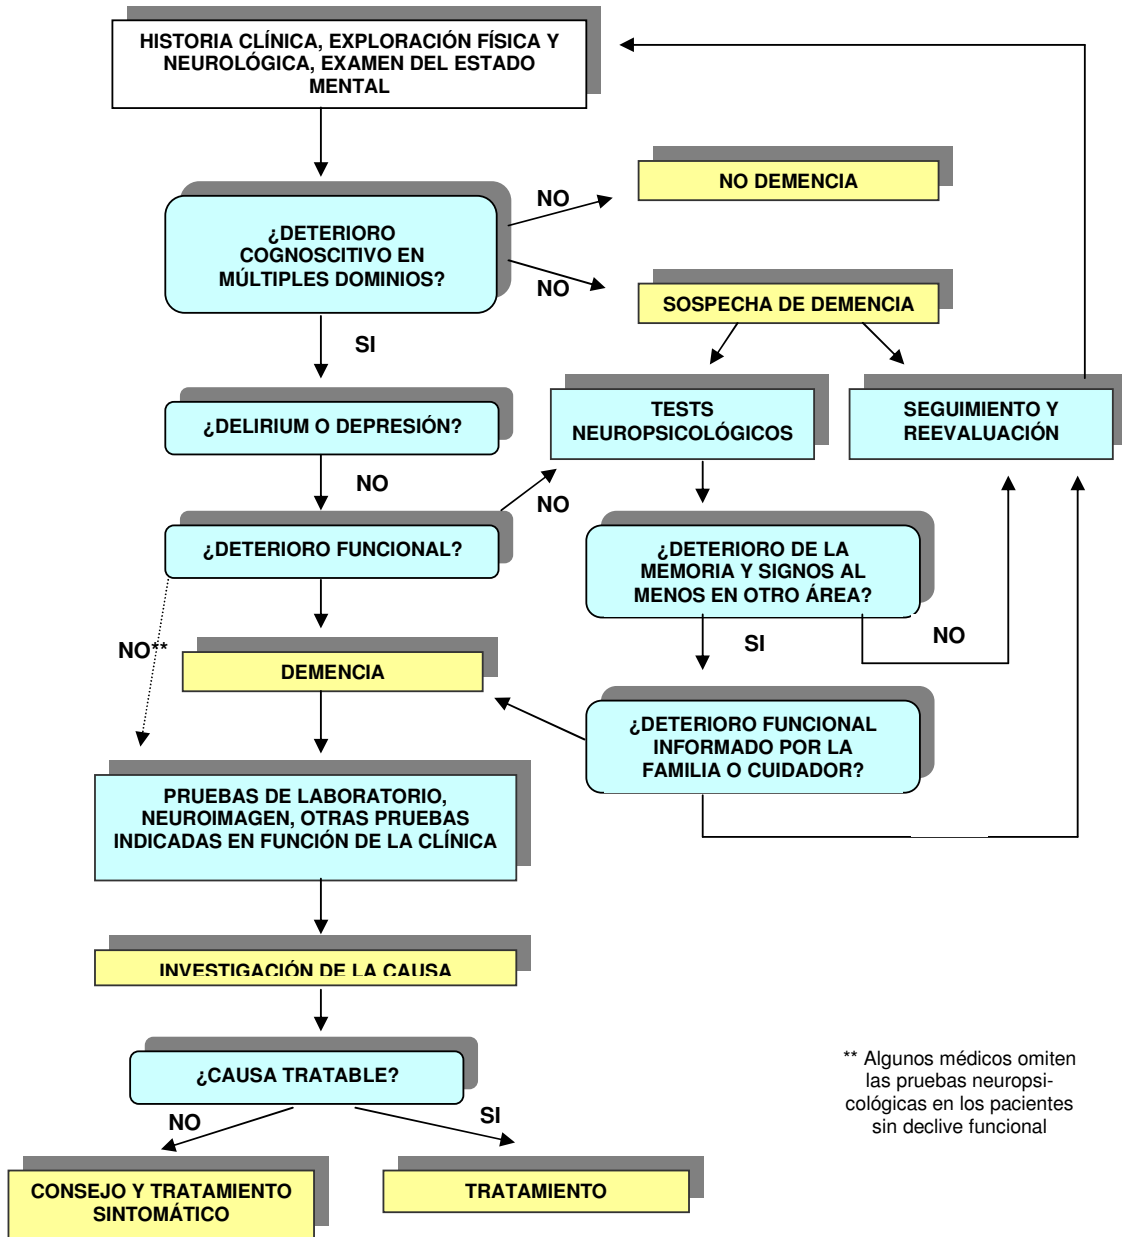 HISTORIA CLÍNICA, EXPLORACIÓN FÍSICA Y
NEUROLÓGICA, EXAMEN DEL ESTADO
MENTAL
NO DEMENCIA
NO
¿DETERIORO
COGNOSCITIVO EN
MÚLTIPLES DOMINIOS?
NO
SOSPECHA DE DEMENCIA
SI
¿DELIRIUM O DEPRESIÓN?
TESTS
NEUROPSICOLÓGICOS
SEGUIMIENTO Y
REEVALUACIÓN
NO
NO
¿DETERIORO FUNCIONAL?
¿DETERIORO DE LA
MEMORIA Y SIGNOS AL
MENOS EN OTRO ÁREA?
NO**
SI
NO
DEMENCIA
¿DETERIORO FUNCIONAL
INFORMADO POR LA
FAMILIA O CUIDADOR?
PRUEBAS DE LABORATORIO,
NEUROIMAGEN, OTRAS PRUEBAS
INDICADAS EN FUNCIÓN DE LA CLÍNICA
INVESTIGACIÓN DE LA CAUSA
¿CAUSA TRATABLE?
NO
SI
CONSEJO Y TRATAMIENTO
SINTOMÁTICO
TRATAMIENTO
** Algunos médicos omiten
las pruebas neuropsi-
cológicas en los pacientes
sin declive funcional